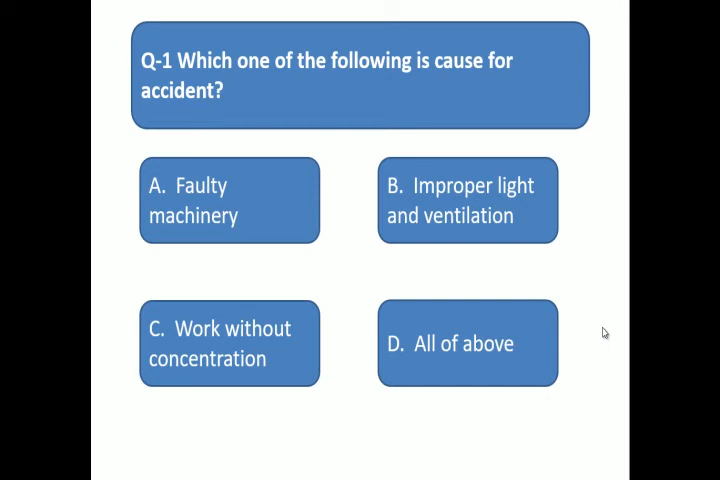 Q-1 Which one of the following is cause for
accident?
A. Faulty
machinery
B. Improper light
and ventilation
C. Work without
concentration
D. All of above